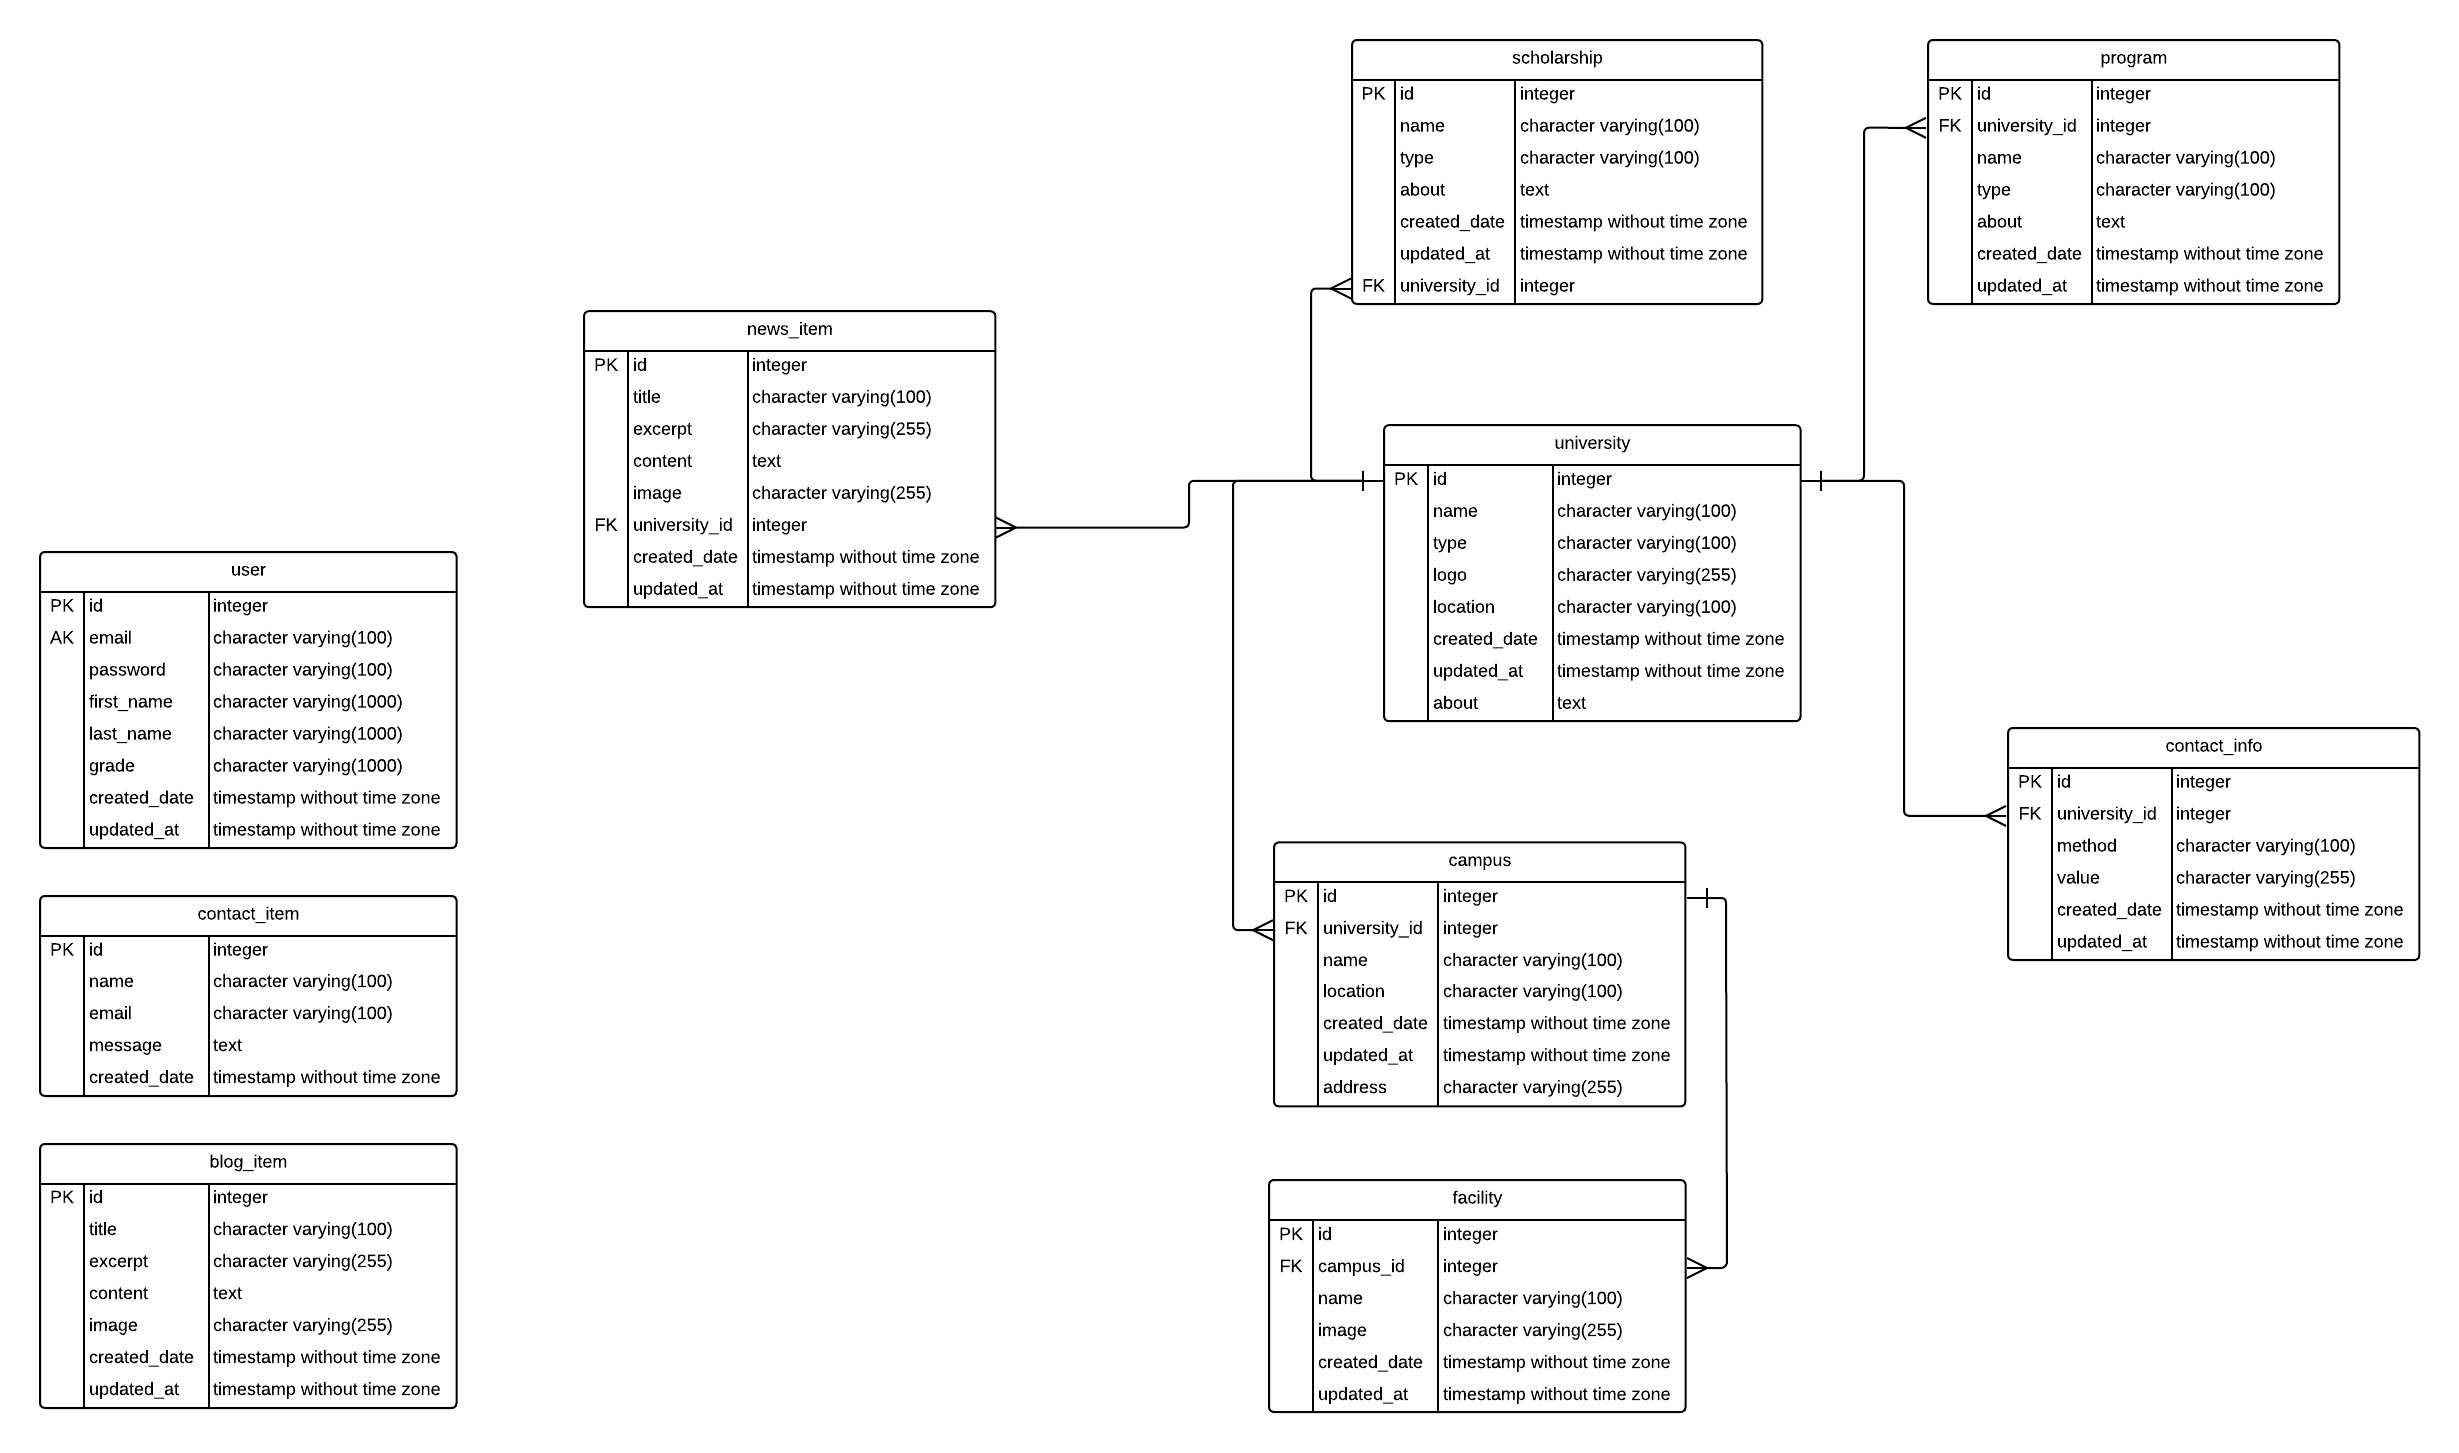 scholarship
PK id integer
name character varying(100)
type character varying(100)
about text
created_date timestamp without time zone
updated_at timestamp without time zone
FK university_id integer
program
PK id integer
FK university_id integer
name character varying(100)
type character varying(100)
about text
created_date timestamp without time zone
updated_at timestamp without time zone
news_item
PK id integer
title character varying(100)
excerpt character varying(255)
content text
image character varying(255)
FK university_id integer
created_date timestamp without time zone
updated_at timestamp without time zone
university
PK id integer
name character varying(100)
type character varying(100)
logo character varying(255)
location character varying(100)
created_date timestamp without time zone
updated_at timestamp without time zone
about text
user
PK id integer
AK email character varying(100)
password character varying(100)
first_name character varying(1000)
last_name character varying(1000)
grade character varying(1000)
created_date timestamp without time zone
updated_at timestamp without time zone
contact_info
PK id integer
FK university_id integer
method character varying(100)
value character varying(255)
created_date timestamp without time zone
updated_at timestamp without time zone
campus
PK id integer
FK university_id integer
name character varying(100)
location character varying(100)
created_date timestamp without time zone
updated_at timestamp without time zone
address character varying(255)
contact_item
PK id integer
name character varying(100)
email character varying(100)
message text
created_date timestamp without time zone
blog_item
PK id integer
title character varying(100)
excerpt character varying(255)
content text
image character varying(255)
created_date timestamp without time zone
updated_at timestamp without time zone
facility
PK id integer
FK campus_id integer
name character varying(100)
image character varying(255)
created_date timestamp without time zone
updated_at timestamp without time zone